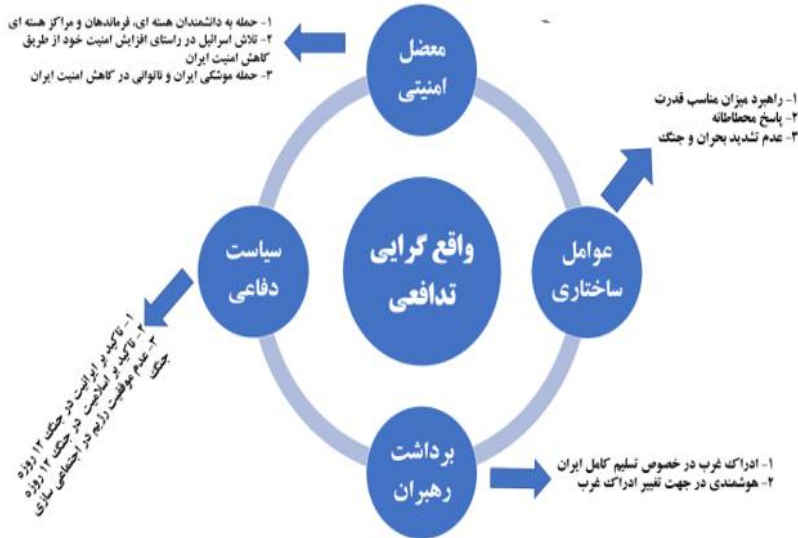 ۱- حمله به دانشمندان هسته ای، فرماندهان و مراکز هسته ای
۲- تلاش اسرائیل در راستای افزایش امنیت خود از طریق
کاهش امنیت ایران
۳- حمله موشکی ایران و ناتوانی در کاهش امنیت ایران
معضل
امنیتی
۱- راهبرد میزان مناسب قدرت
۲- پاسخ محطاطانه
۳- عدم تشدید بحران و جنگ
عوامل
ساختاری
واقع گرایی
تدافعی
سیاست
دفاعی
۱- تاکید بر ایرانیت در جنگ ۱۲ روزه
۲- تاکید بر اسلامیت در جنگ ۱۲ روزه
۳- عدم موفقیت رژیم در اجتماعی سازی
جنگ
برداشت
رهبران
۱- ادراک غرب در خصوص تسلیم کامل ایران
۲- هوشمندی در جهت تغییر ادراک غرب